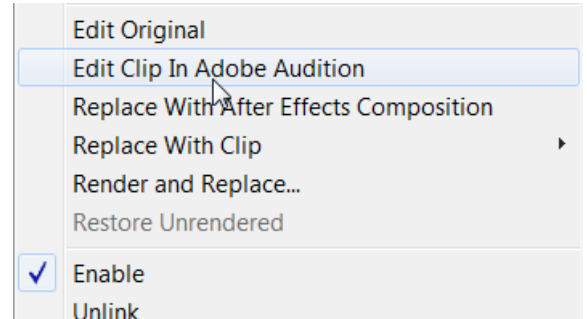 Edit Original
Edit Clip In Adobe Audition
Replace With After Effects Composition
Replace With Clip
Render and Replace...
Restore Unrendered
Enable
Unlink